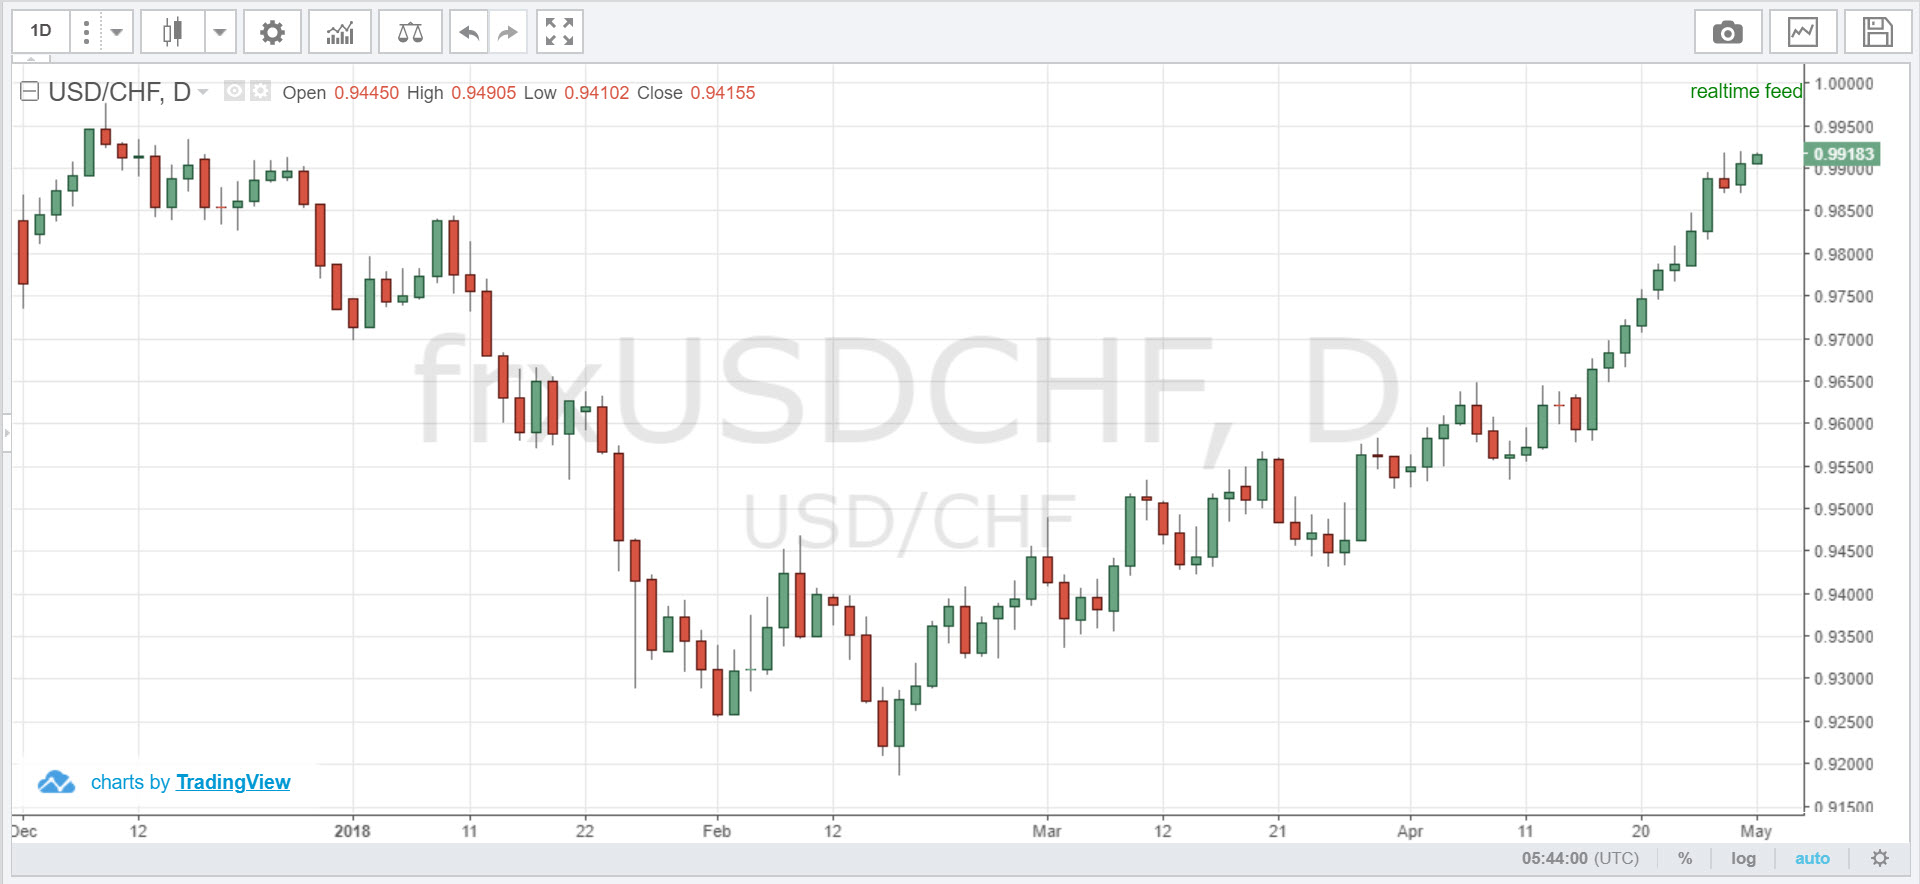 1D
USD/CHF, D Open 0.94450 High 0.94905 Low 0.94102 Close 0.94155
realtime feed
1.00000
0.99500
0.99183
0.99000
0.98500
0.98000
0.97500
0.97000
0.96500
0.96000
0.95500
0.95000
0.94500
0.94000
0.93500
0.93000
0.92500
0.92000
0.91500
frxUSDCHF, D
USD/CHF
charts by TradingView
Dec 12 2018 11 22 Feb 12 Mar 12 21 Apr 11 20 May
05:44:00 (UTC) % log auto